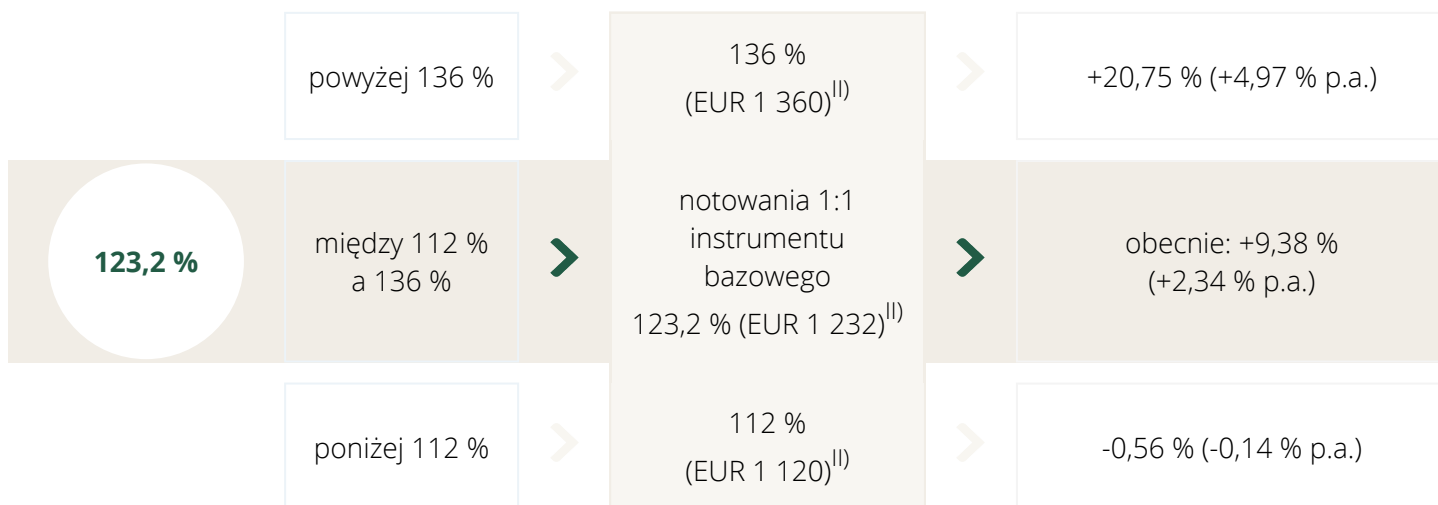 powyżej 136 %
136 %
(EUR 1 360)II)
+20,75 % (+4,97 % p.a.)
123,2 %
między 112 %
a 136 %
notowania 1:1
instrumentu
bazowego
123,2 % (EUR 1 232)II)
obecnie: +9,38 %
(+2,34 % p.a.)
poniżej 112 %
112 %
(EUR 1 120)II)
-0,56 % (-0,14 % p.a.)